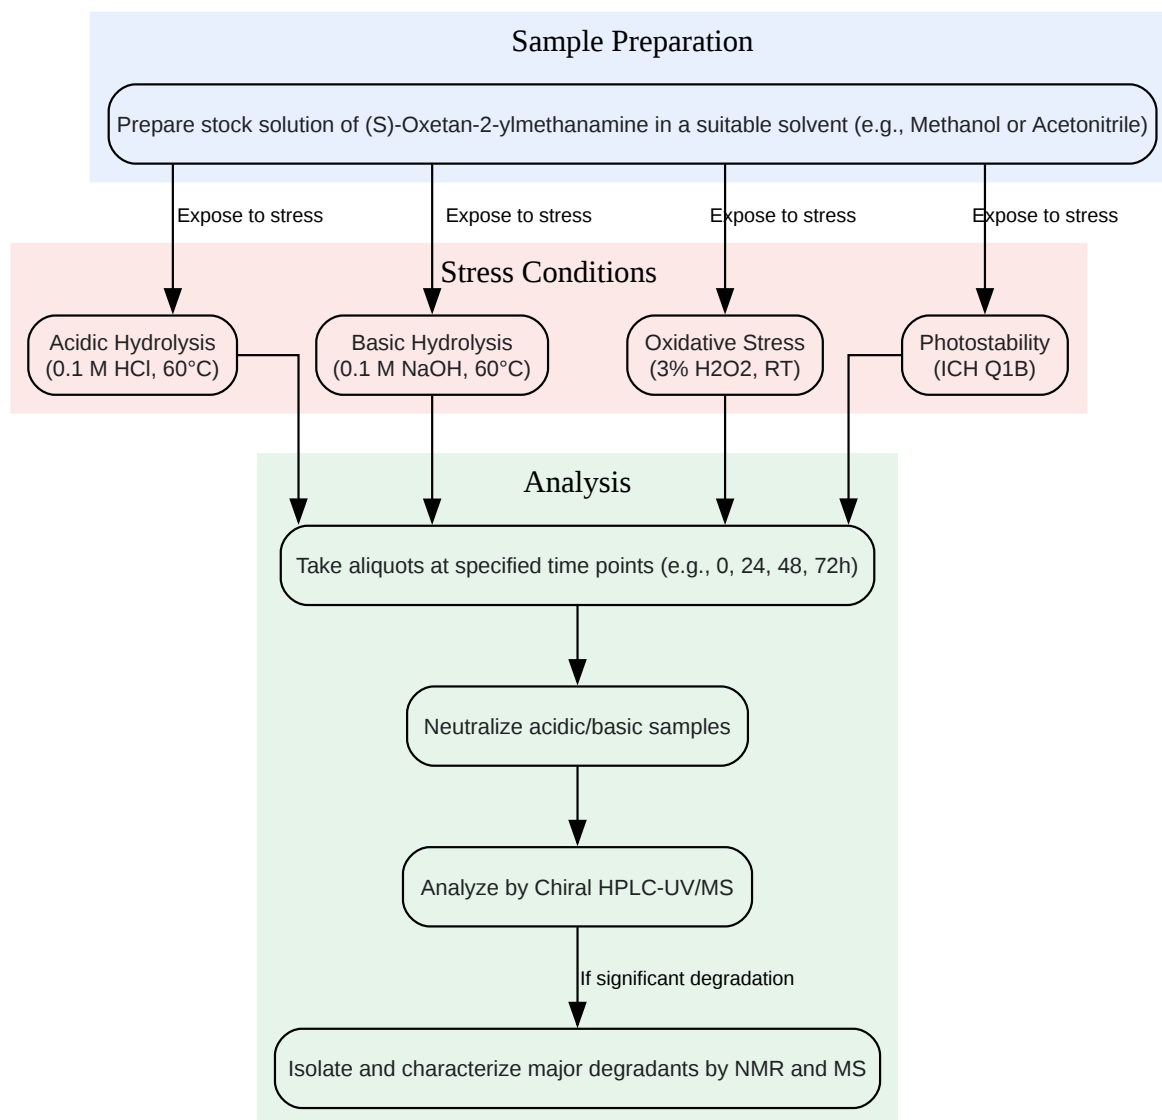 Sample Preparation
Prepare stock solution of (S)-Oxetan-2-ylmethanamine in a suitable solvent (e.g., Methanol or Acetonitrile)
Expose to stress
Expose to stress
Expose to stress
Expose to stress
Stress Conditions
Acidic Hydrolysis
(0.1 M HCl, 60°C)
Basic Hydrolysis
(0.1 M NaOH, 60°C)
Oxidative Stress
(3% H2O2, RT)
Photostability
(ICH Q1B)
Analysis
Take aliquots at specified time points (e.g., 0, 24, 48, 72h)
Neutralize acidic/basic samples
Analyze by Chiral HPLC-UV/MS
If significant degradation
Isolate and characterize major degradants by NMR and MS